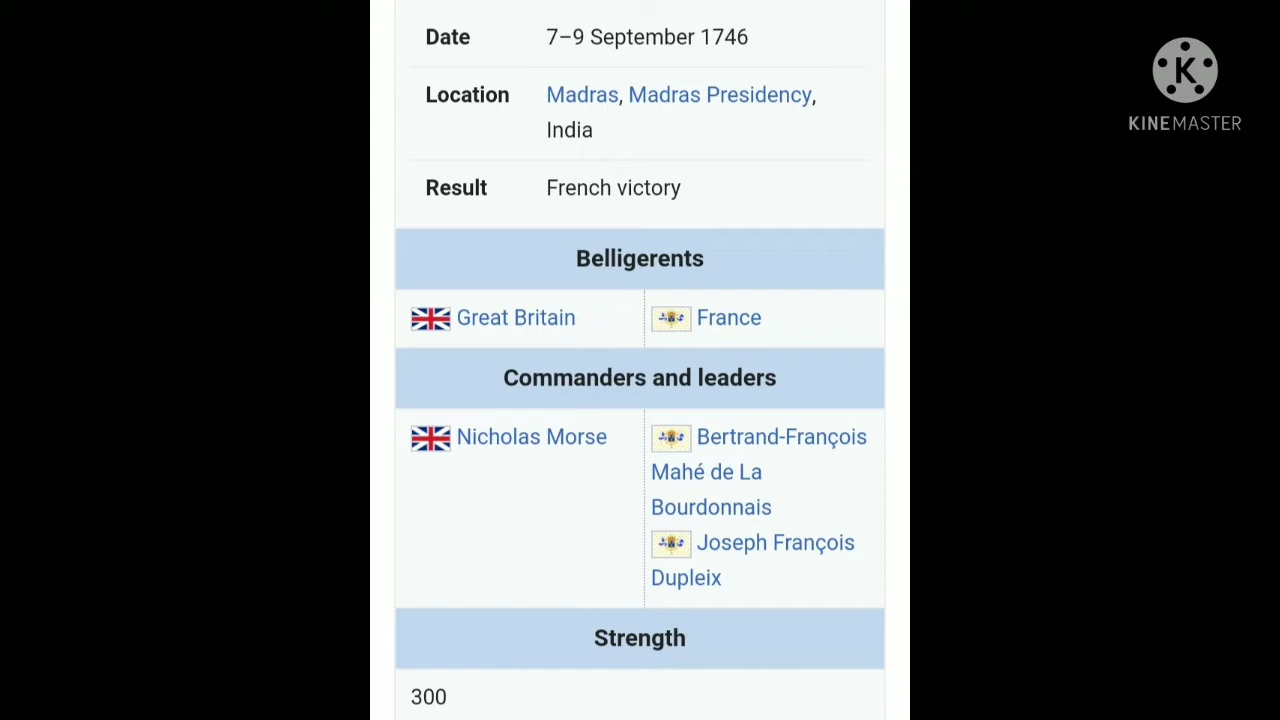 Date 7–9 September 1746
Location Madras, Madras Presidency,
India
Result French victory
Belligerents
Great Britain France
Commanders and leaders
Nicholas Morse Bertrand-François
Mahé de La
Bourdonnais
Joseph François
Dupleix
Strength
300
K
KINEMASTER